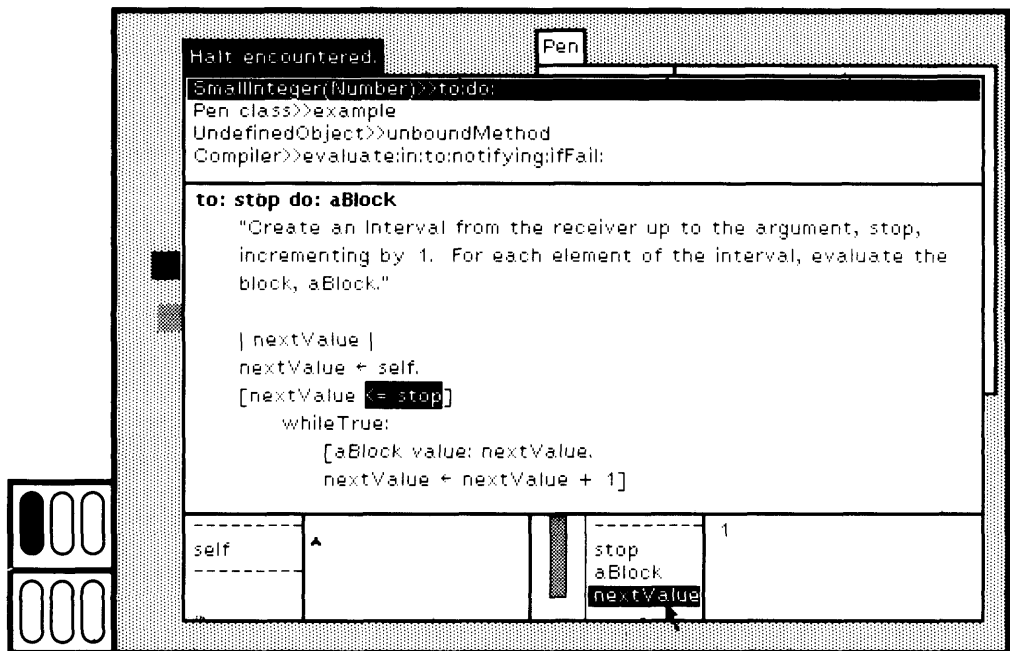 Pen
Halt encountered.
SmallInteger(Number)>>to:do:
Pen class>>example
UndefinedObject>>unboundMethod
Compiler>>evaluate:in:to:notifying:ifFail:
to: stop do: aBlock
"Create an Interval from the receiver up to the argument, stop,
incrementing by 1. For each element of the interval, evaluate the
block, aBlock."
| nextValue |
nextValue ← self.
[nextValue <= stop]
whileTrue:
[aBlock value: nextValue.
nextValue ← nextValue + 1]
self
stop
aBlock
nextValue
1